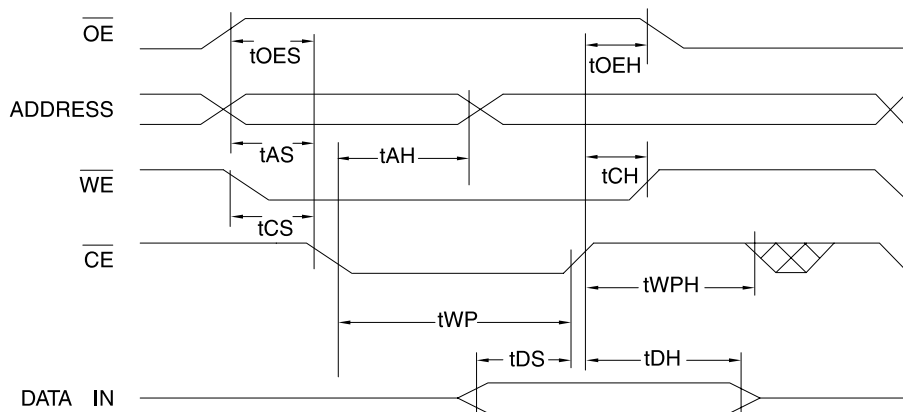 OE
tOES
tOEH
ADDRESS
tAS
tAH
WE
tCH
tCS
CE
tWPH
tWP
tDS
tDH
DATA IN